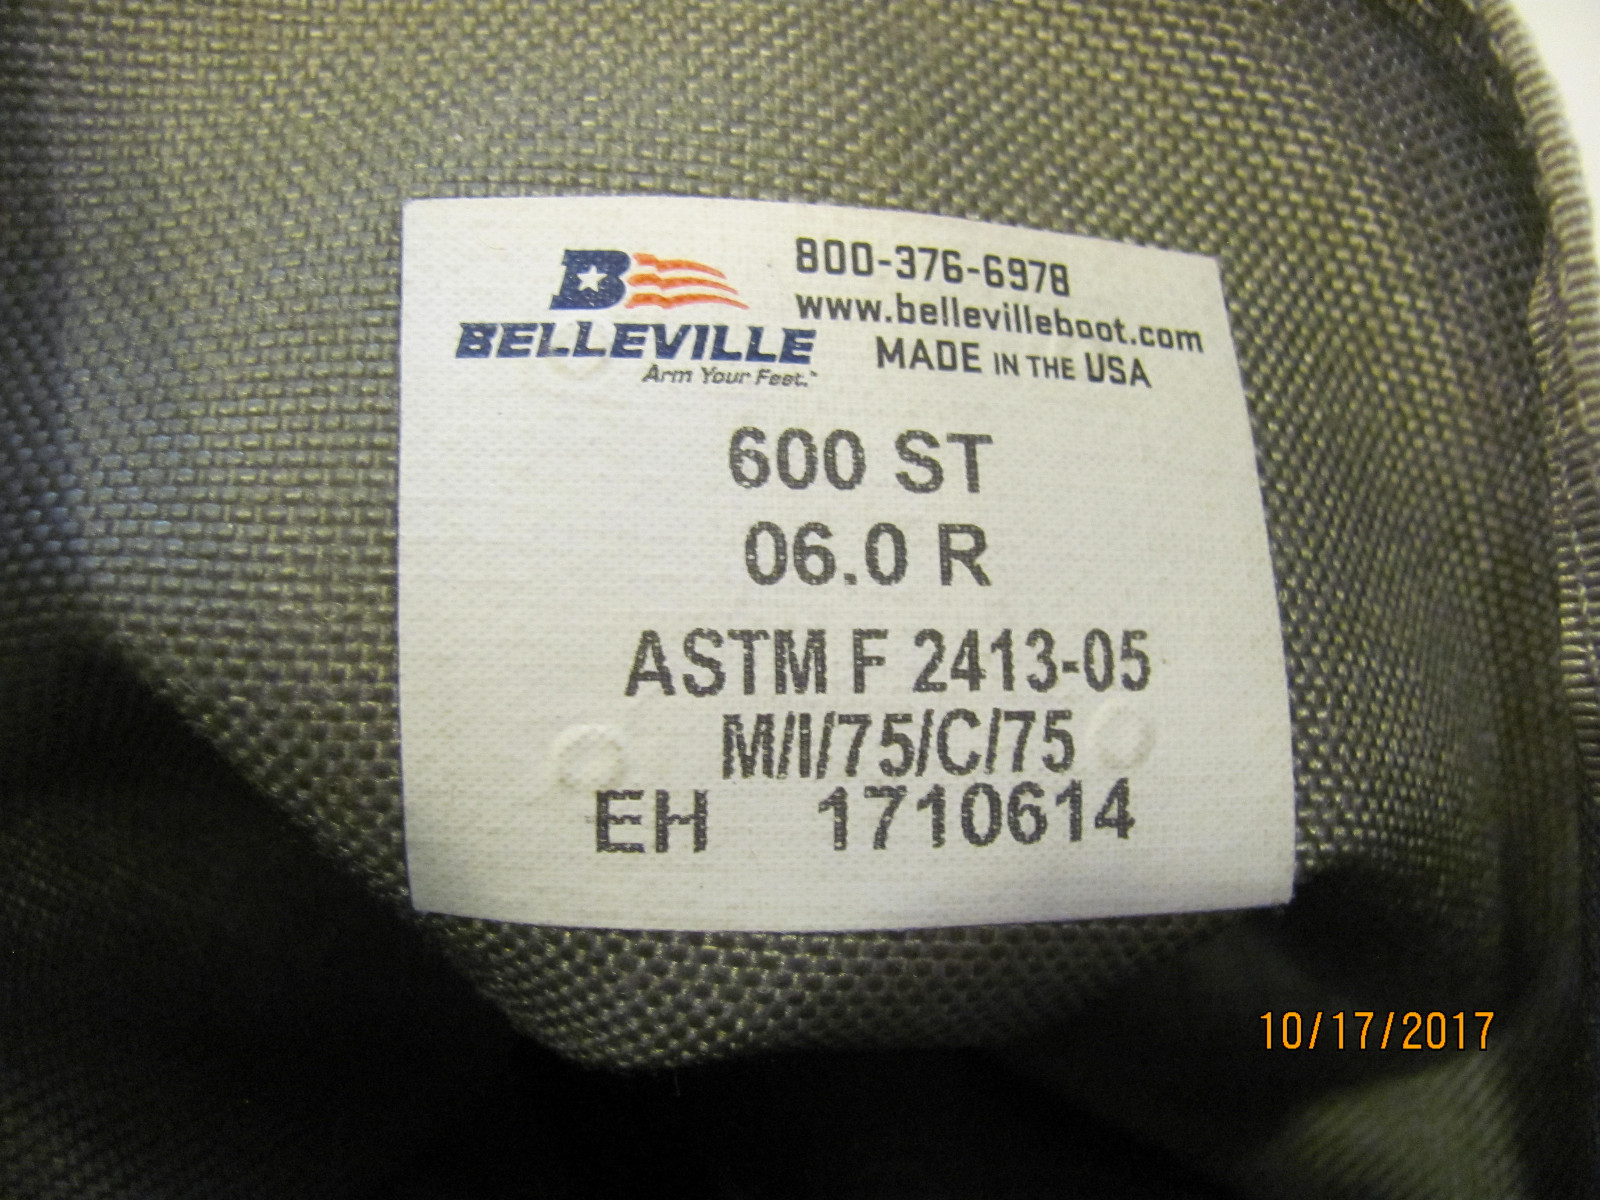 B
BELLEVILLE
Arm Your Feet.™
800-376-6978
www.bellevilleboot.com
MADE IN THE USA
600 ST
06.0 R
ASTM F 2413-05
M/I/75/C/75
EH 1710614
10/17/2017